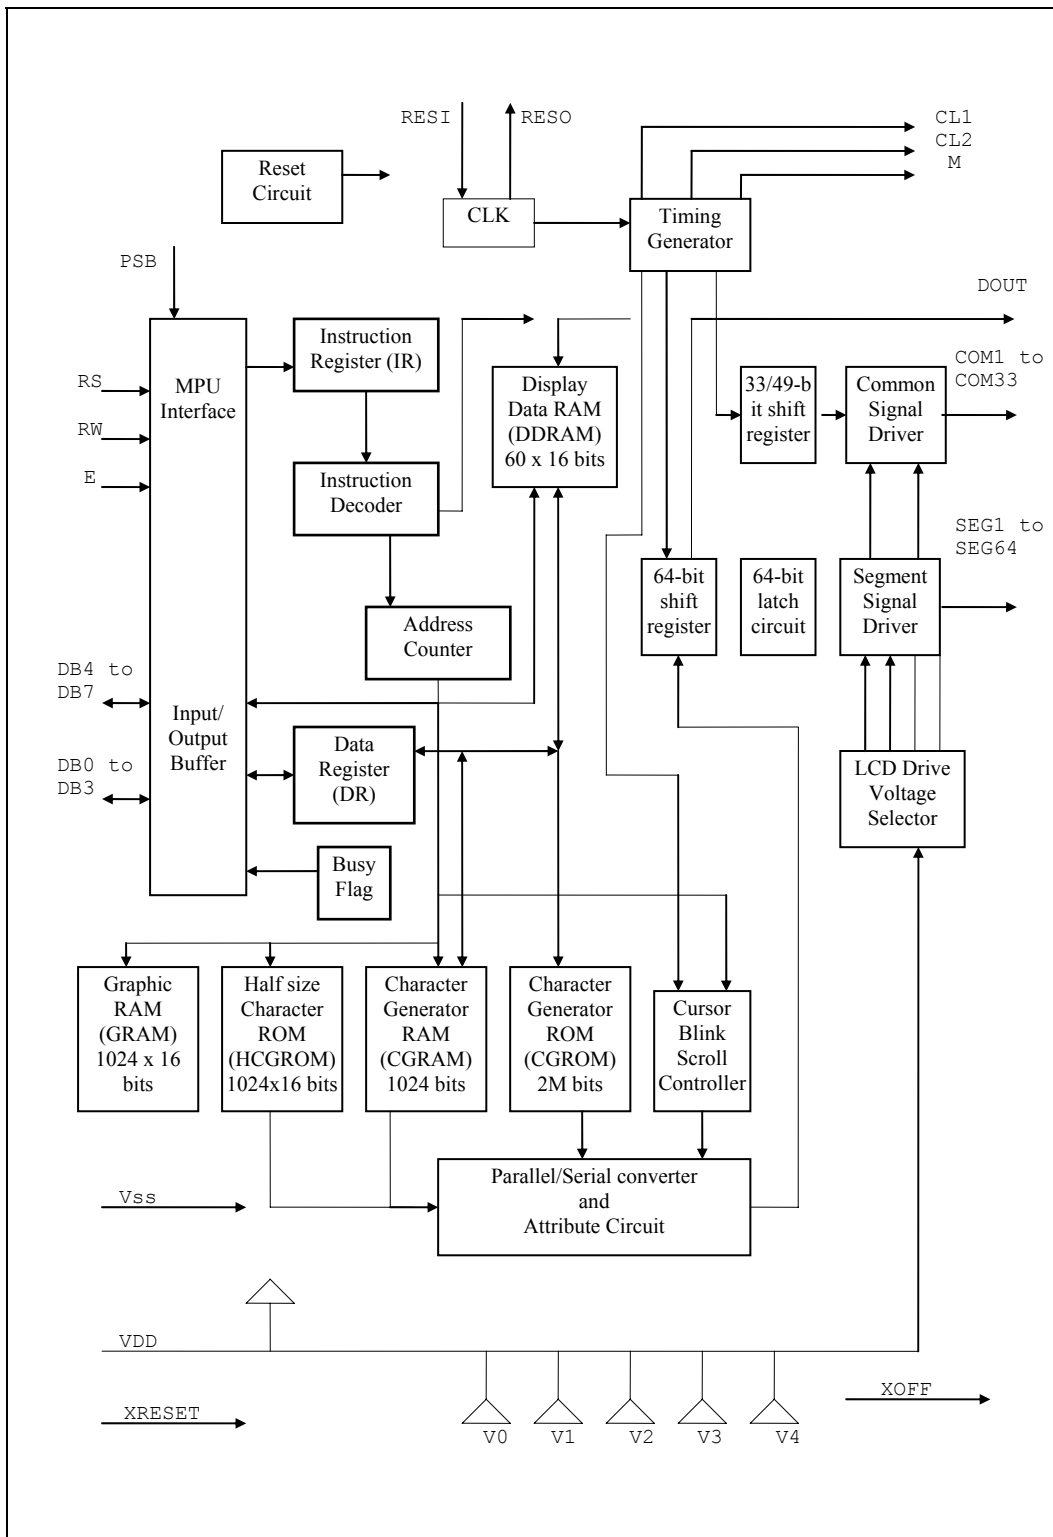 RESI
RESO
CL1
CL2
M
Reset
Circuit
CLK
Timing
Generator
PSB
DOUT
Instruction
Register (IR)
MPU
Interface
RS
RW
E
Display
Data RAM
(DDRAM)
60 x 16 bits
33/49-b
it shift
register
Common
Signal
Driver
COM1 to
COM33
Instruction
Decoder
64-bit
shift
register
64-bit
latch
circuit
Segment
Signal
Driver
SEG1 to
SEG64
Address
Counter
DB4 to
DB7
Input/
Output
Buffer
DB0 to
DB3
Data
Register
(DR)
LCD Drive
Voltage
Selector
Busy
Flag
Graphic
RAM
(GRAM)
1024 x 16
bits
Half size
Character
ROM
(HCGROM)
1024x16 bits
Character
Generator
RAM
(CGRAM)
1024 bits
Character
Generator
ROM
(CGROM)
2M bits
Cursor
Blink
Scroll
Controller
Parallel/Serial converter
and
Attribute Circuit
Vss
VDD
XRESET
V0
V1
V2
V3
V4
XOFF